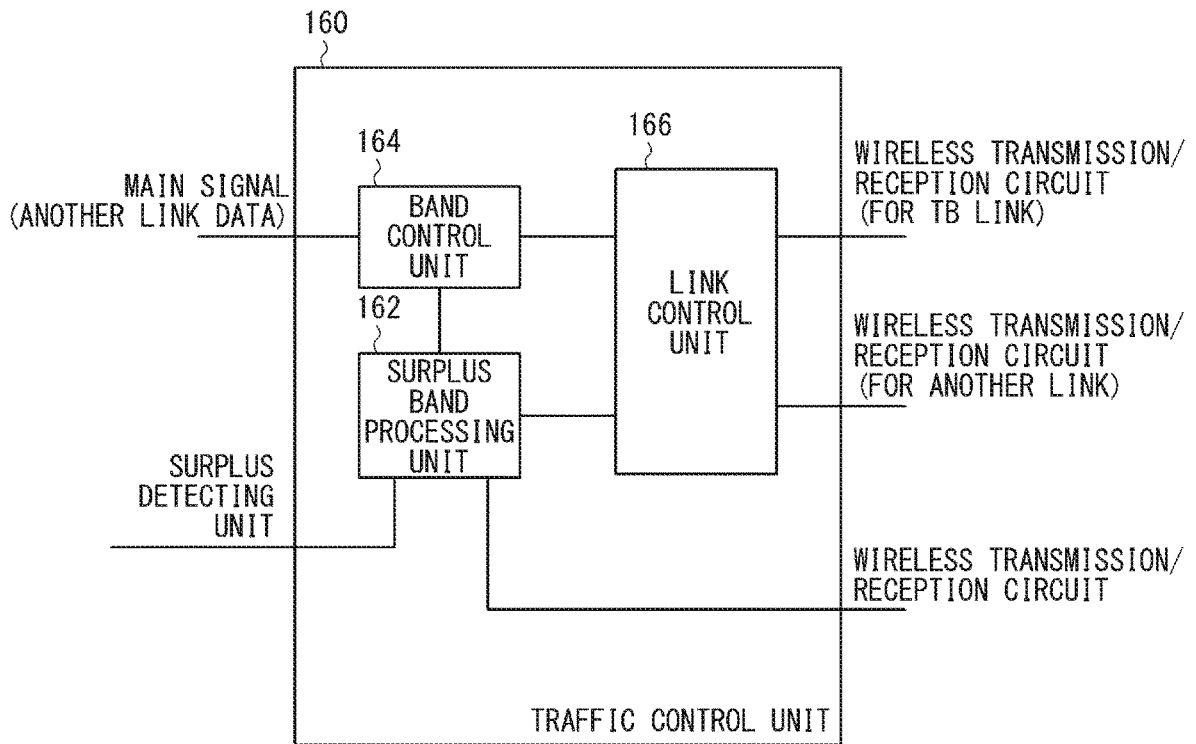 160
164
166
MAIN SIGNAL
(ANOTHER LINK DATA)
BAND
CONTROL
UNIT
WIRELESS TRANSMISSION/
RECEPTION CIRCUIT
(FOR TB LINK)
LINK
CONTROL
UNIT
162
SURPLUS
BAND
PROCESSING
UNIT
WIRELESS TRANSMISSION/
RECEPTION CIRCUIT
(FOR ANOTHER LINK)
SURPLUS
DETECTING
UNIT
WIRELESS TRANSMISSION/
RECEPTION CIRCUIT
TRAFFIC CONTROL UNIT